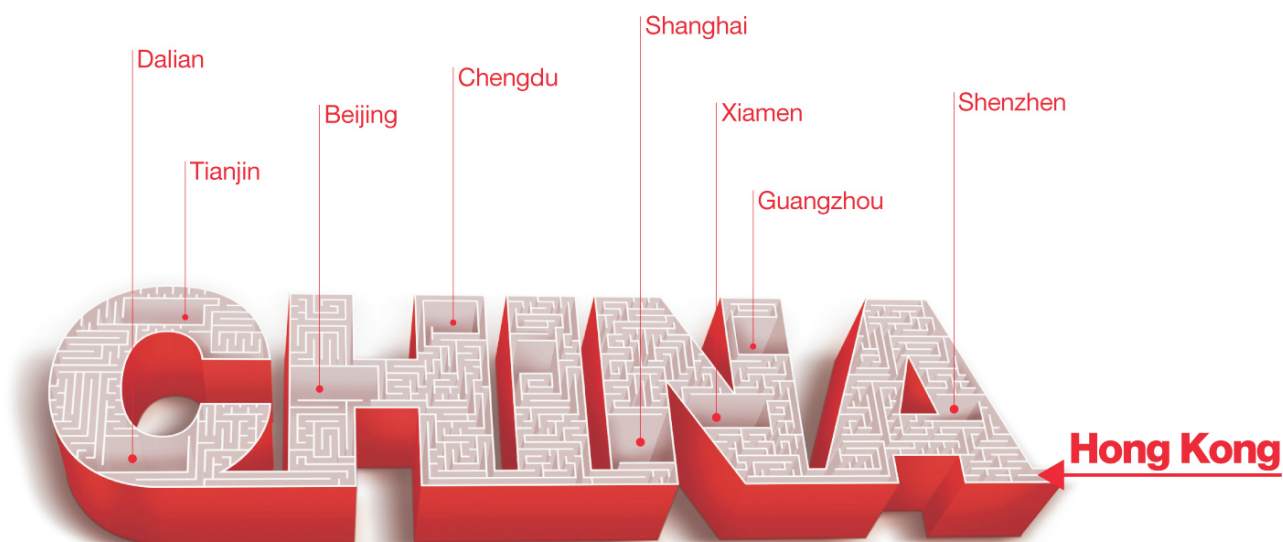 Shanghai
Dalian
Chengdu
Beijing
Xiamen
Shenzhen
Tianjin
Guangzhou
CHINA
Hong Kong